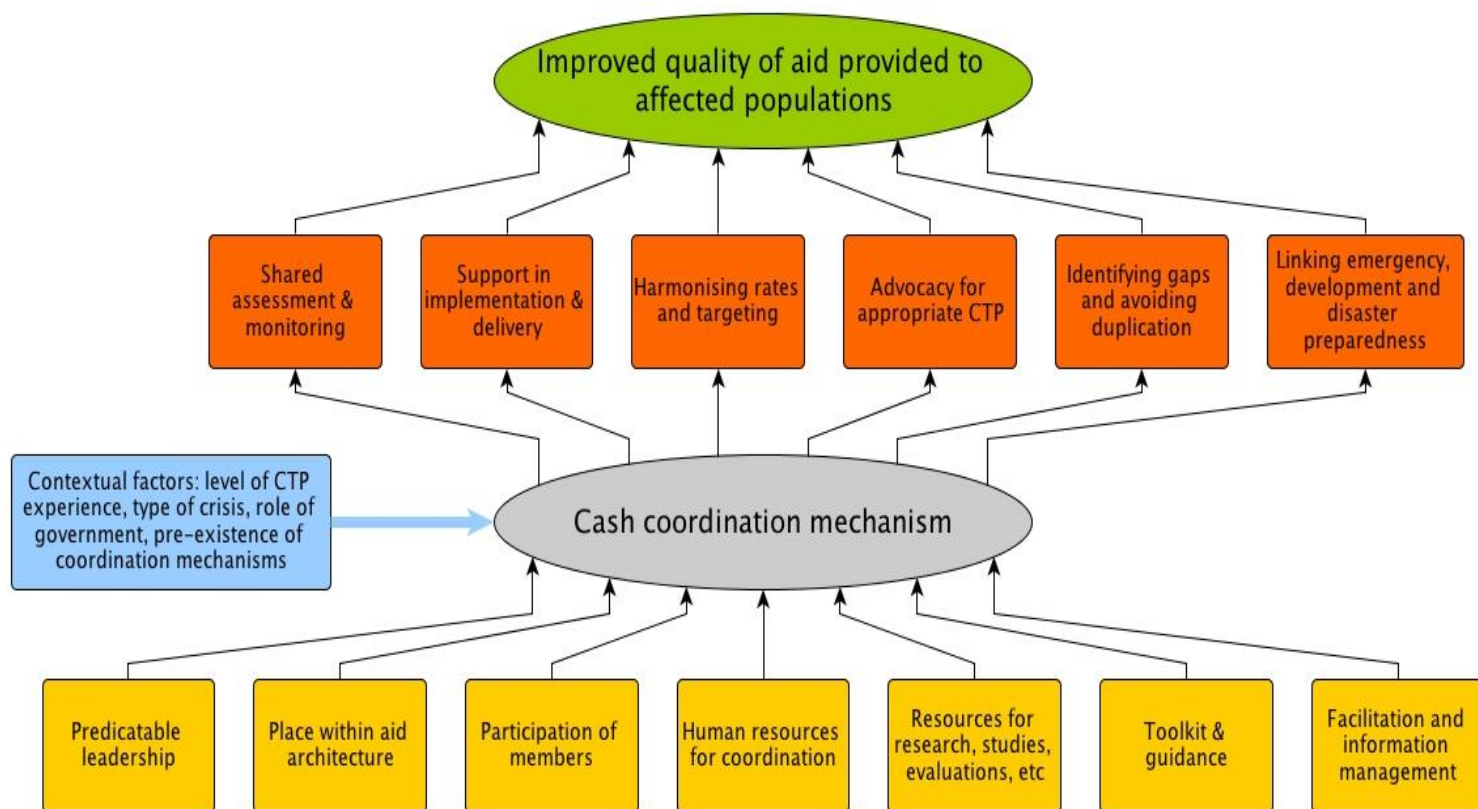 Improved quality of aid provided to
affected populations
Shared
assessment &
monitoring
Support in
implementation &
delivery
Harmonising rates
and targeting
Advocacy for
appropriate CTP
Identifying gaps
and avoiding
duplication
Linking emergency,
development and
disaster
preparedness
Contextual factors: level of CTP
experience, type of crisis, role of
government, pre-existence of
coordination mechanisms
Cash coordination mechanism
Predicatable
leadership
Place within aid
architecture
Participation of
members
Human resources
for coordination
Resources for
research, studies,
evaluations, etc
Toolkit &
guidance
Facilitation and
information
management